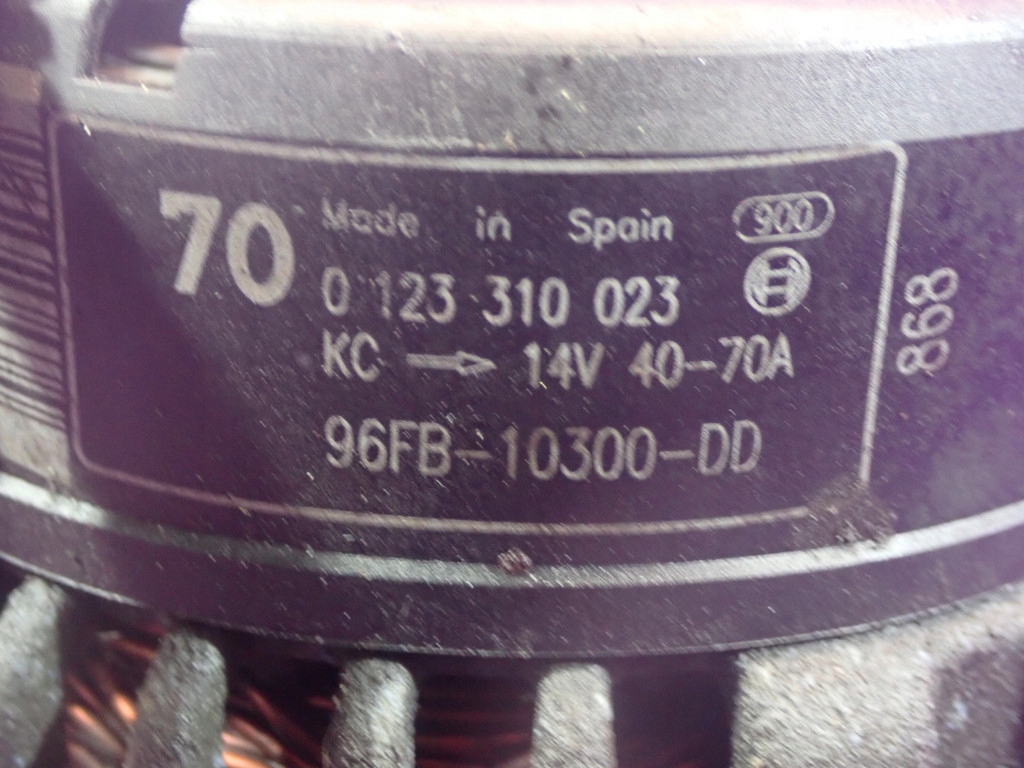 70
Made in Spain 900
0 123 310 023
KC 14V 40-70A
96FB-10300-DD
868